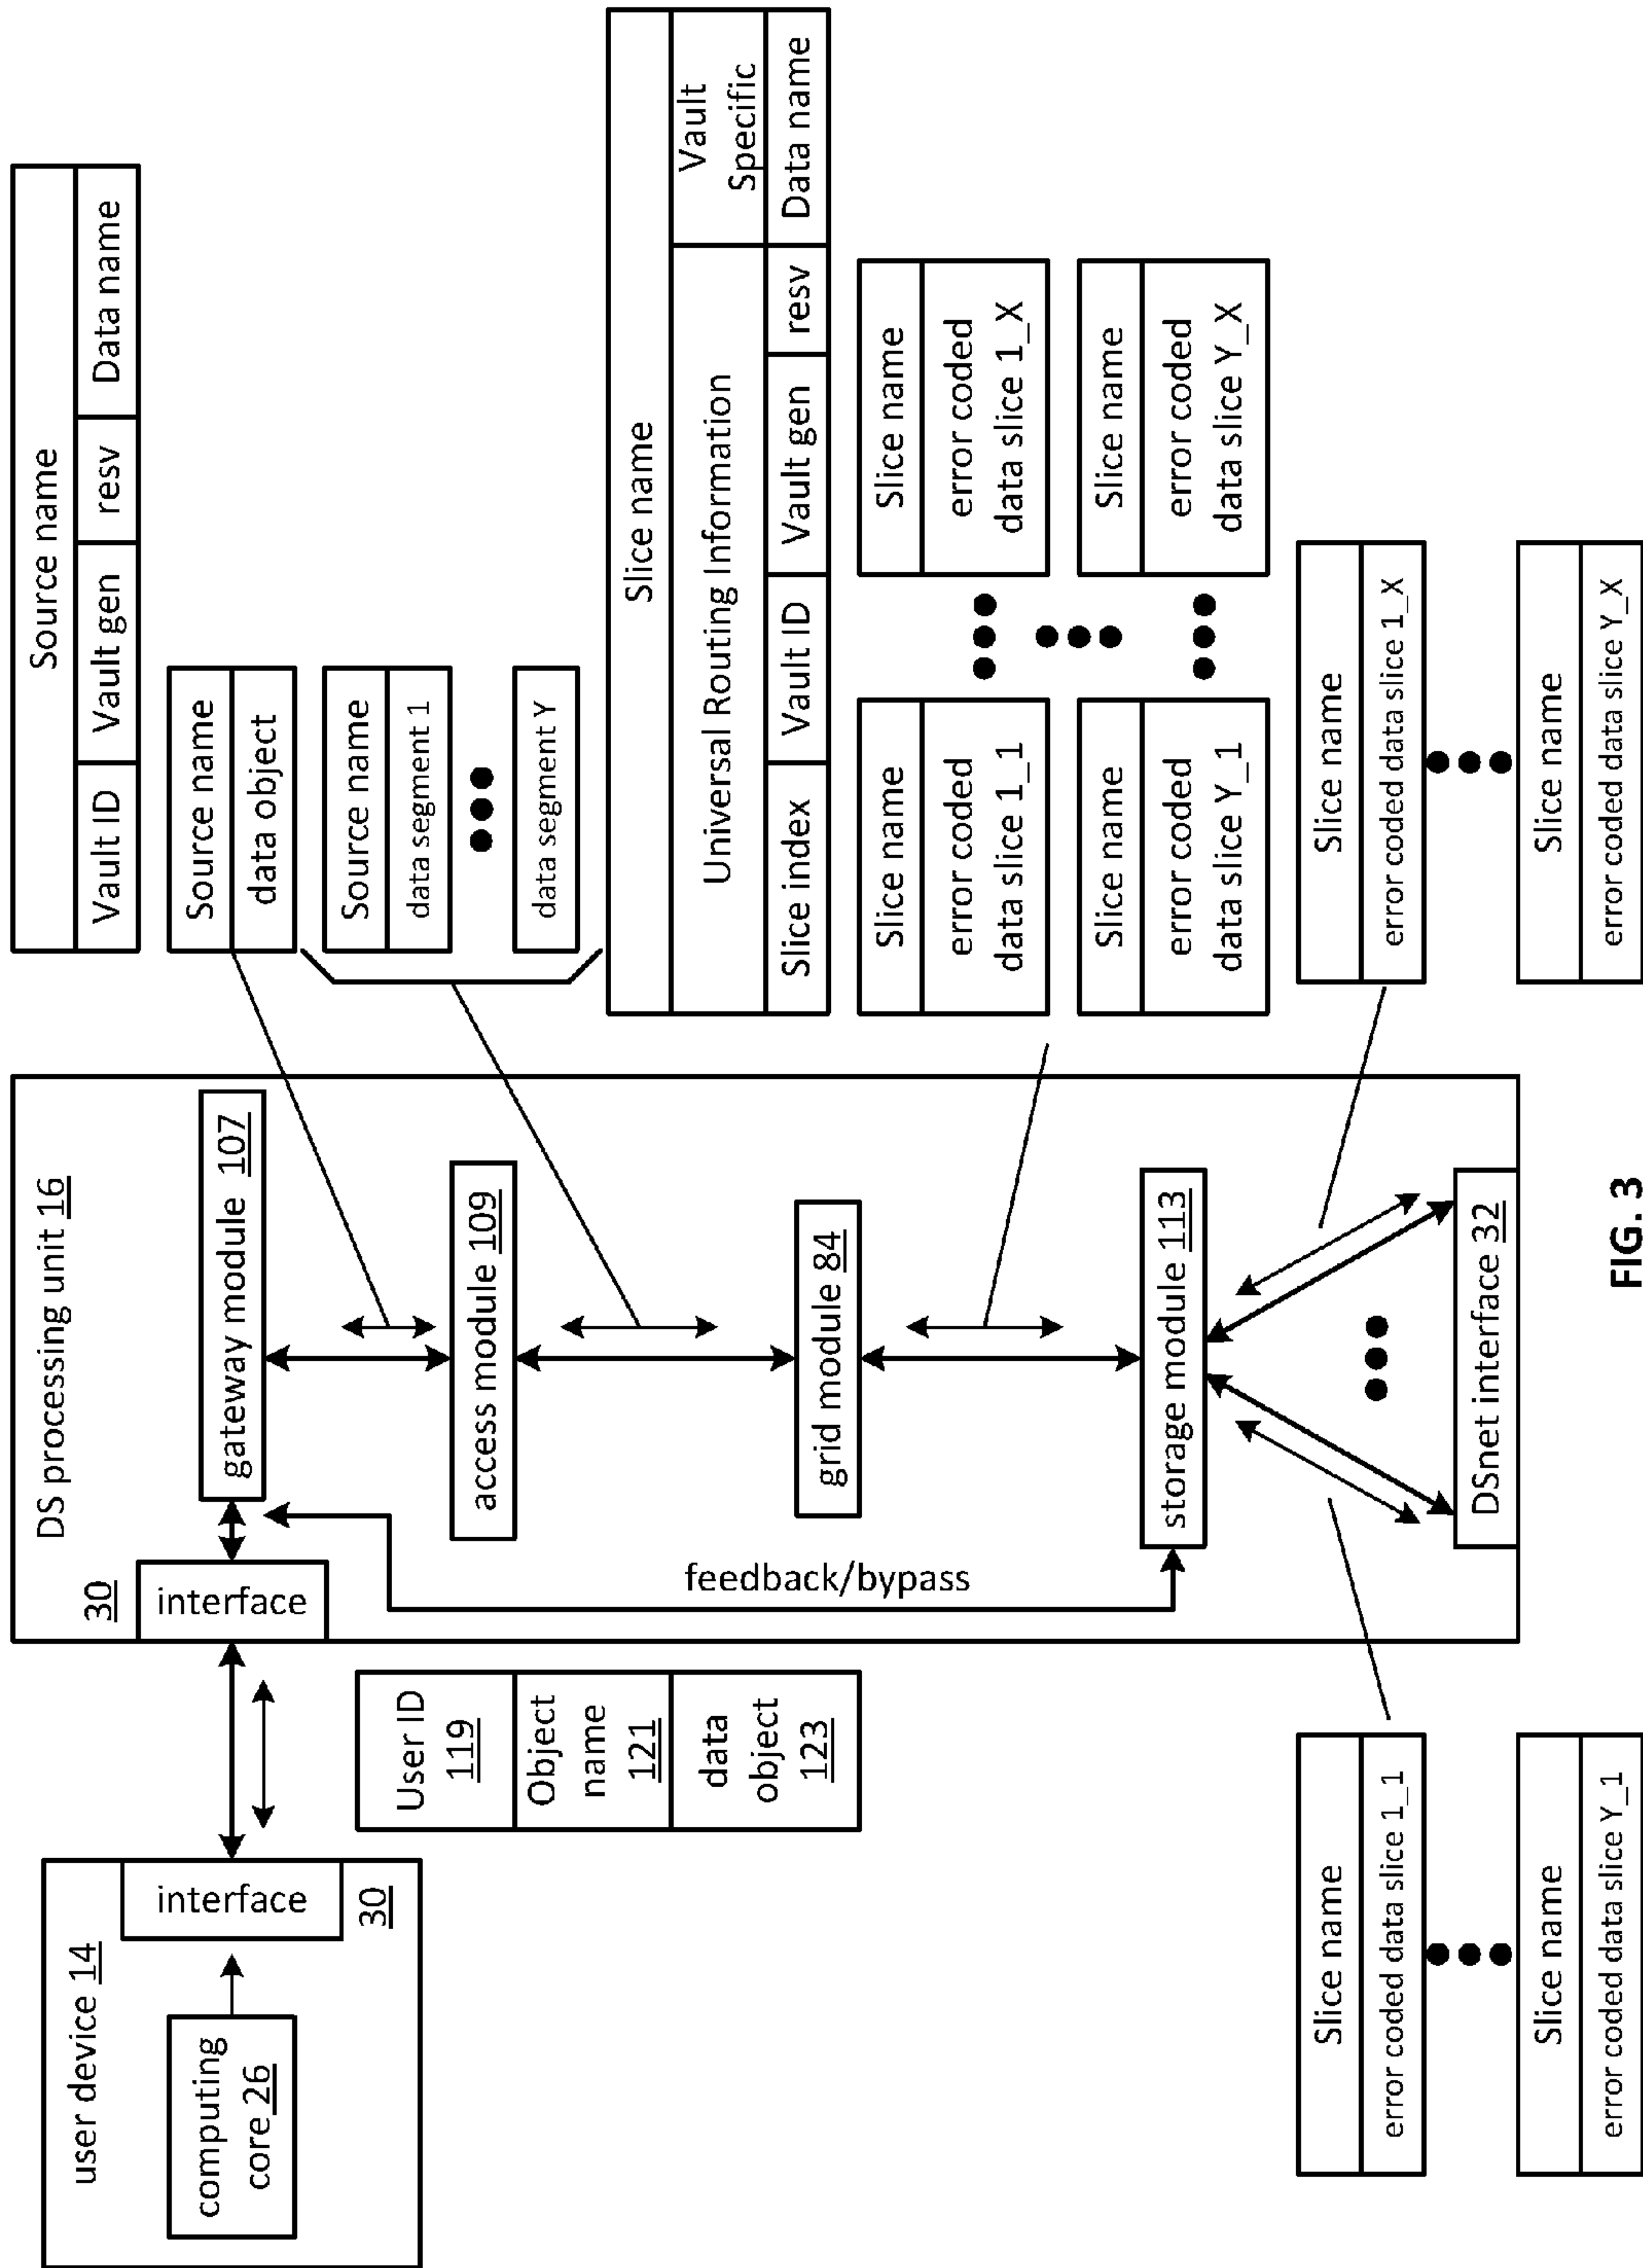 user device 14
computing
core 26
interface
30
User ID
119
Object
name
121
data
object
123
DS processing unit 16
30
interface
gateway module 107
access module 109
grid module 84
storage module 113
DSnet interface 32
feedback/bypass
Source name
Vault ID Vault gen resv Data name
Source name
data object
Source name
data segment 1
data segment Y
Slice name
Universal Routing Information
Vault
Specific
Slice index Vault ID Vault gen resv Data name
Slice name
error coded
data slice 1_1
Slice name
error coded
data slice 1_X
Slice name
error coded
data slice Y_1
Slice name
error coded
data slice Y_X
Slice name
error coded data slice 1_1
Slice name
error coded data slice Y_1
Slice name
error coded data slice 1_X
Slice name
error coded data slice Y_X
FIG. 3